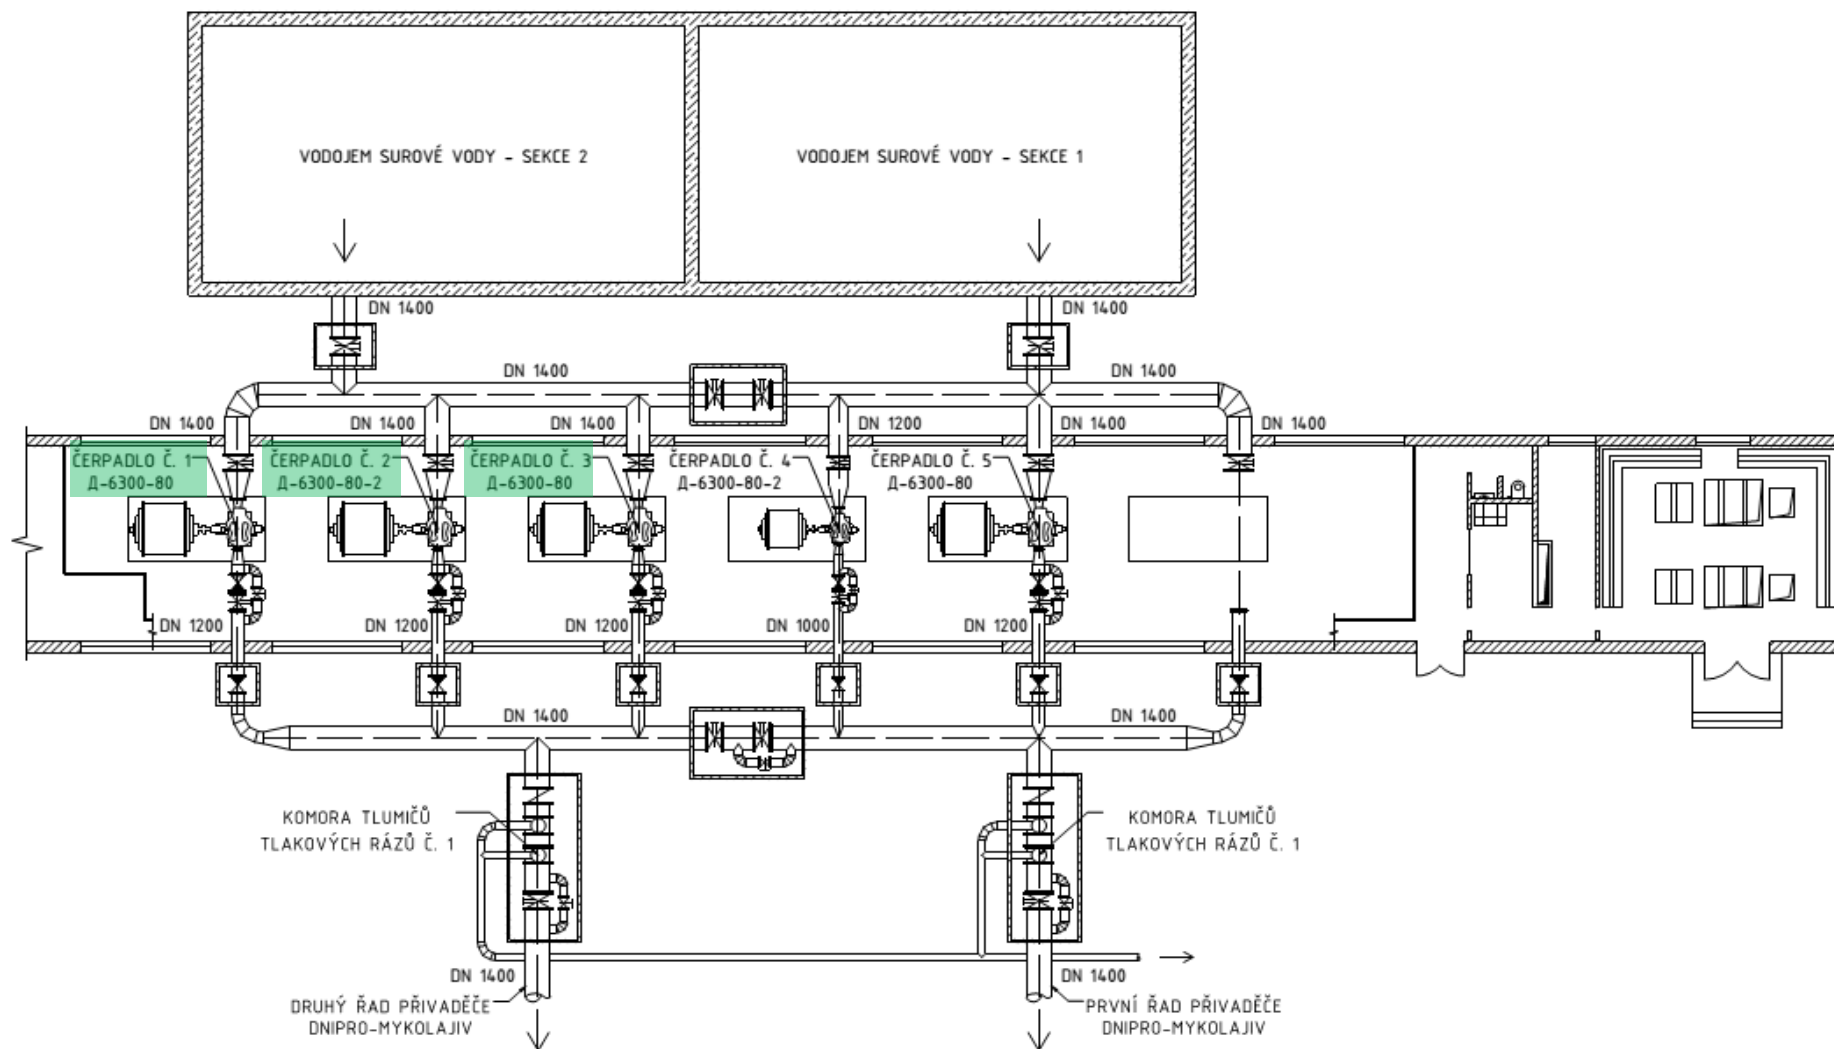 VODOJEM SUROVÉ VODY - SEKCE 2
VODOJEM SUROVÉ VODY - SEKCE 1
DN 1400
DN 1400
DN 1400
DN 1400
DN 1400
DN 1400
DN 1400
DN 1200
DN 1400
DN 1400
ČERPADLO Č. 1
Д-6300-80
ČERPADLO Č. 2
Д-6300-80-2
ČERPADLO Č. 3
Д-6300-80
ČERPADLO Č. 4
Д-6300-80-2
ČERPADLO Č. 5
Д-6300-80
DN 1200
DN 1200
DN 1200
DN 1000
DN 1200
DN 1400
DN 1400
KOMORA TLUMIČŮ
TLAKOVÝCH RÁZŮ Č. 1
KOMORA TLUMIČŮ
TLAKOVÝCH RÁZŮ Č. 1
DN 1400
DN 1400
DRUHÝ ŘAD PŘIVADĚČE
DNIPRO-MYKOLAJIV
PRVNÍ ŘAD PŘIVADĚČE
DNIPRO-MYKOLAJIV